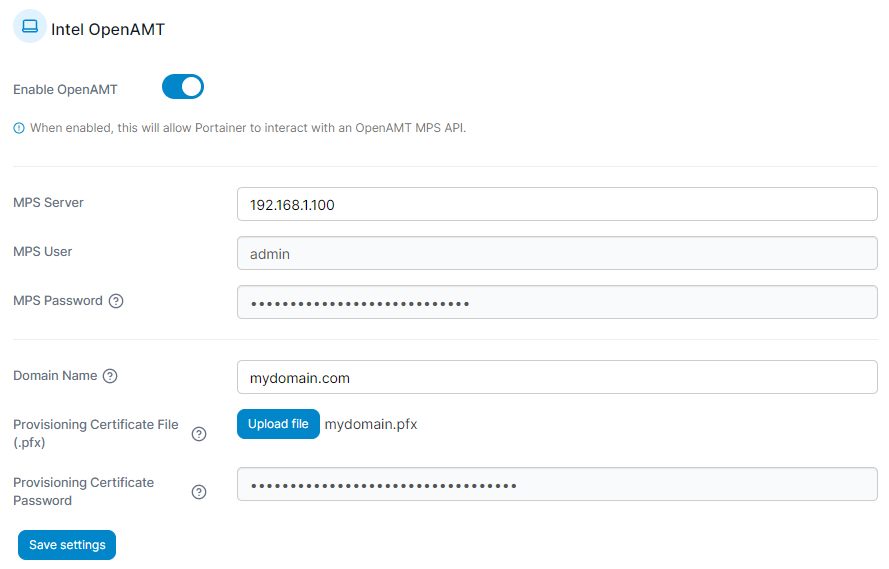 Intel OpenAMT
Enable OpenAMT
When enabled, this will allow Portainer to interact with an OpenAMT MPS API.
MPS Server
192.168.1.100
MPS User
admin
MPS Password
••••••••••••••••••••••••••••
Domain Name
mydomain.com
Provisioning Certificate File
(.pfx)
Upload file mydomain.pfx
Provisioning Certificate
Password
••••••••••••••••••••••••••••••••••
Save settings